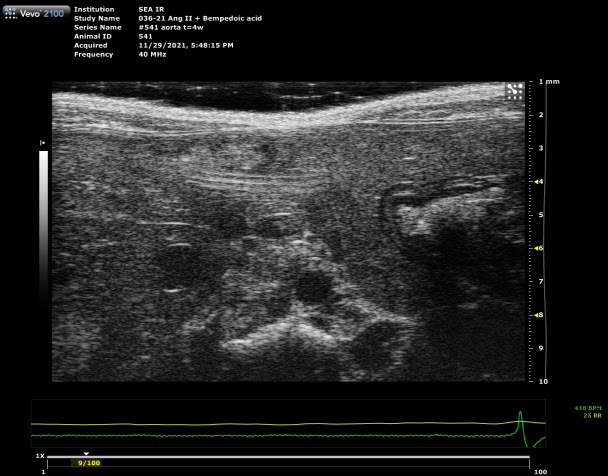 Vevo 2100
Institution SEA IR
Study Name 036-21 Ang II + Bempedoic acid
Series Name #541 aorta t=4w
Animal ID 541
Acquired 11/29/2021, 5:48:15 PM
Frequency 40 MHz
1 mm
2
3
4
5
6
7
8
9
10
418 BPM
25 RR
1X
9/100
1
100